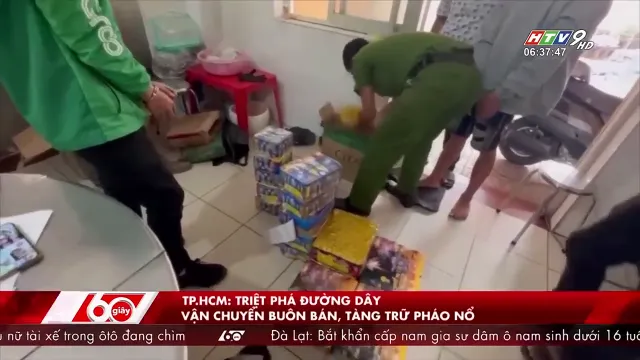 HTV9 HD
06:37:47
60 giây
TP.HCM: TRIỆT PHÁ ĐƯỜNG DÂY
VẬN CHUYỂN BUÔN BÁN, TÀNG TRỮ PHÁO NỔ
u nữ tài xế trong ôtô đang chìm
Đà Lạt: Bắt khẩn cấp nam gia sư dâm ô nam sinh dưới 16 tu